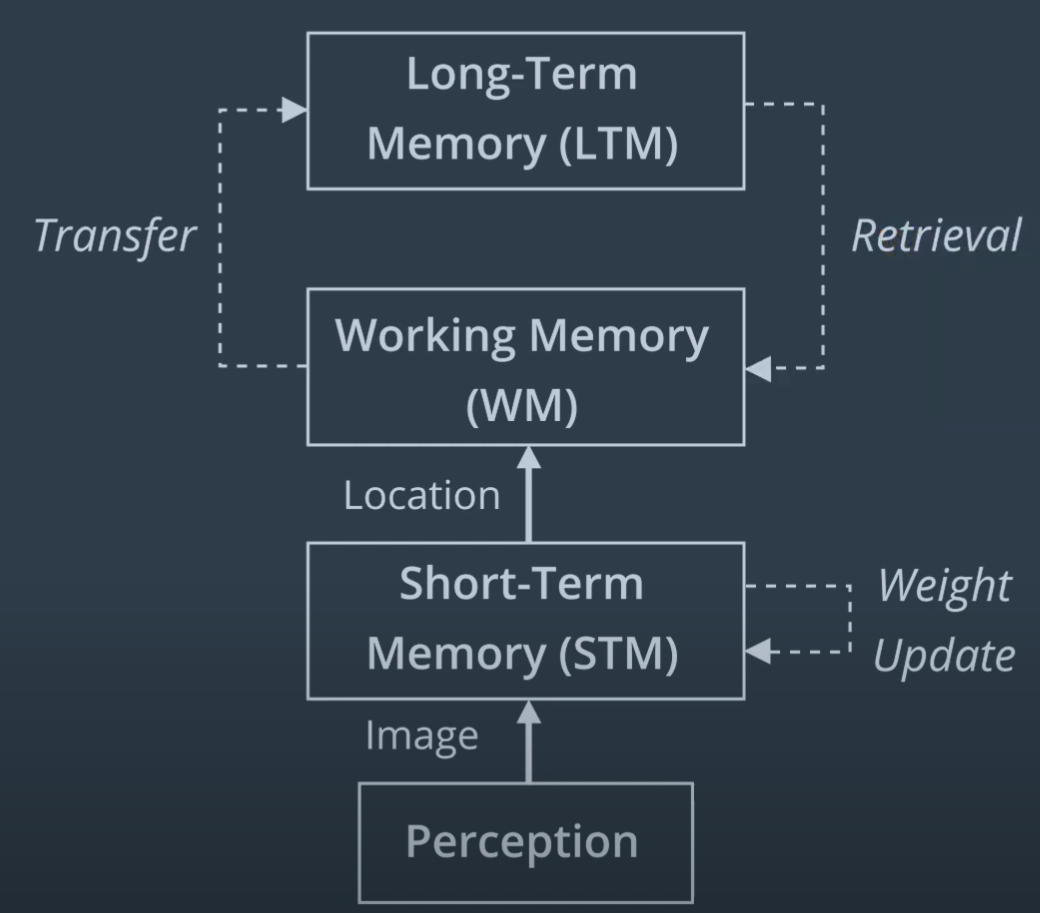 Long-Term
Memory (LTM)
Transfer
Retrieval
Working Memory
(WM)
Location
Short-Term
Memory (STM)
Weight
Update
Image
Perception